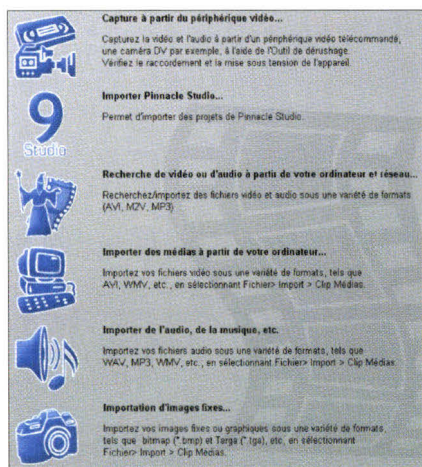 Capture à partir du périphérique vidéo...
Capturez la vidéo et l'audio à partir d'un périphérique vidéo télécommandé,
une caméra DV par exemple, à l'aide de l'Outil de dérushage.
Vérifiez le raccordement et la mise sous tension de l'appareil.
9
Studio
Importer Pinnacle Studio...
Permet d'importer des projets de Pinnacle Studio.
Recherche de vidéo ou d'audio à partir de votre ordinateur et réseau...
Recherchez/importez des fichiers vidéo et audio sous une variété de formats
(AVI, M2V, MP3)
Importer des médias à partir de votre ordinateur...
Importez vos fichiers vidéo sous une variété de formats, tels que
AVI, WMV, etc., en sélectionnant Fichier> Import > Clip Médias.
Importer de l'audio, de la musique, etc.
Importez vos fichiers audio sous une variété de formats, tels que
WAV, MP3, WMV, etc., en sélectionnant Fichier> Import > Clip Médias.
Importation d'images fixes...
Importez vos images fixes ou graphiques sous une variété de formats,
tels que bitmap (*.bmp) et Targa (*.tga), etc, en sélectionnant
Fichier> Import > Clip Médias.